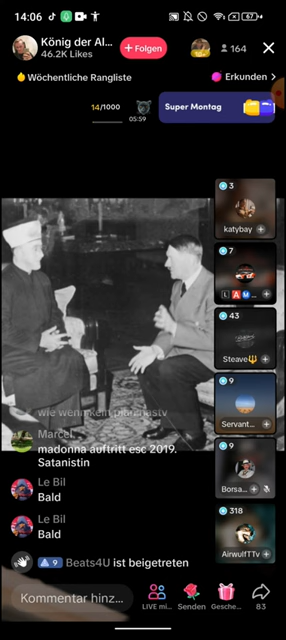 14:06
67
König der Al...
46.2K Likes
+ Folgen
164
Wöchentliche Rangliste
Erkunden >
14/1000
05:59
Super Montag
3
katybay
7
L A M...
43
Steave
9
Servant...
9
Borsa...
318
AirwulfTTv
Marcel
madonna auftritt esc 2019.
Satanistin
Le Bil
Bald
Le Bil
Bald
9 Beats4U ist beigetreten
Kommentar hinz...
LIVE mi...
Senden
Gesche...
83